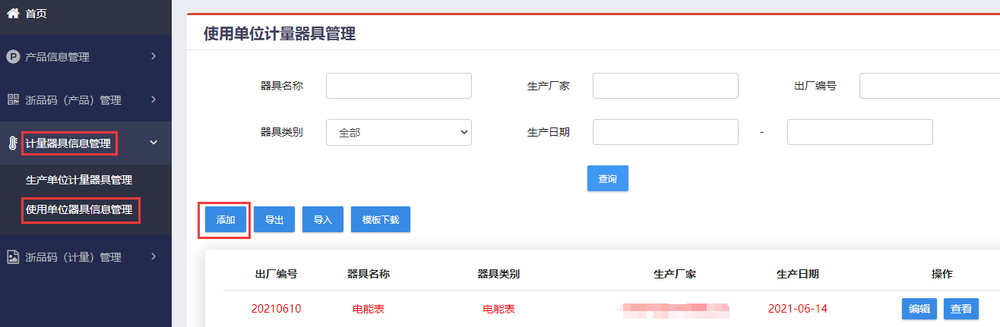 首页
产品信息管理
浙品码（产品）管理
计量器具信息管理
生产单位计量器具管理
使用单位器具信息管理
浙品码（计量）管理
使用单位计量器具管理
器具名称 生产厂家 出厂编号
器具类别 全部 生产日期 -
查询
添加 导出 导入 模板下载
出厂编号 器具名称 器具类别 生产厂家 生产日期 操作
20210610 电能表 电能表 2021-06-14 编辑 查看